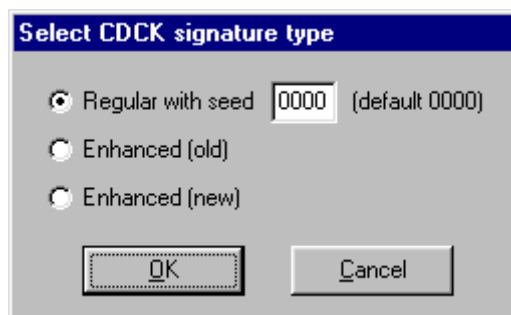 Select CDCK signature type
Regular with seed 0000 (default 0000)
Enhanced (old)
Enhanced (new)
OK Cancel